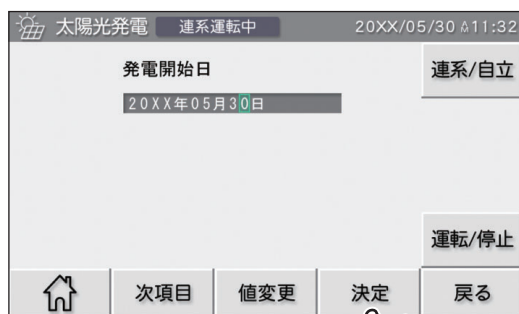 太陽光発電 連系運転中 20XX/05/30 11:32
発電開始日
連系/自立
20XX年05月30日
運転/停止
次項目 値変更 決定 戻る